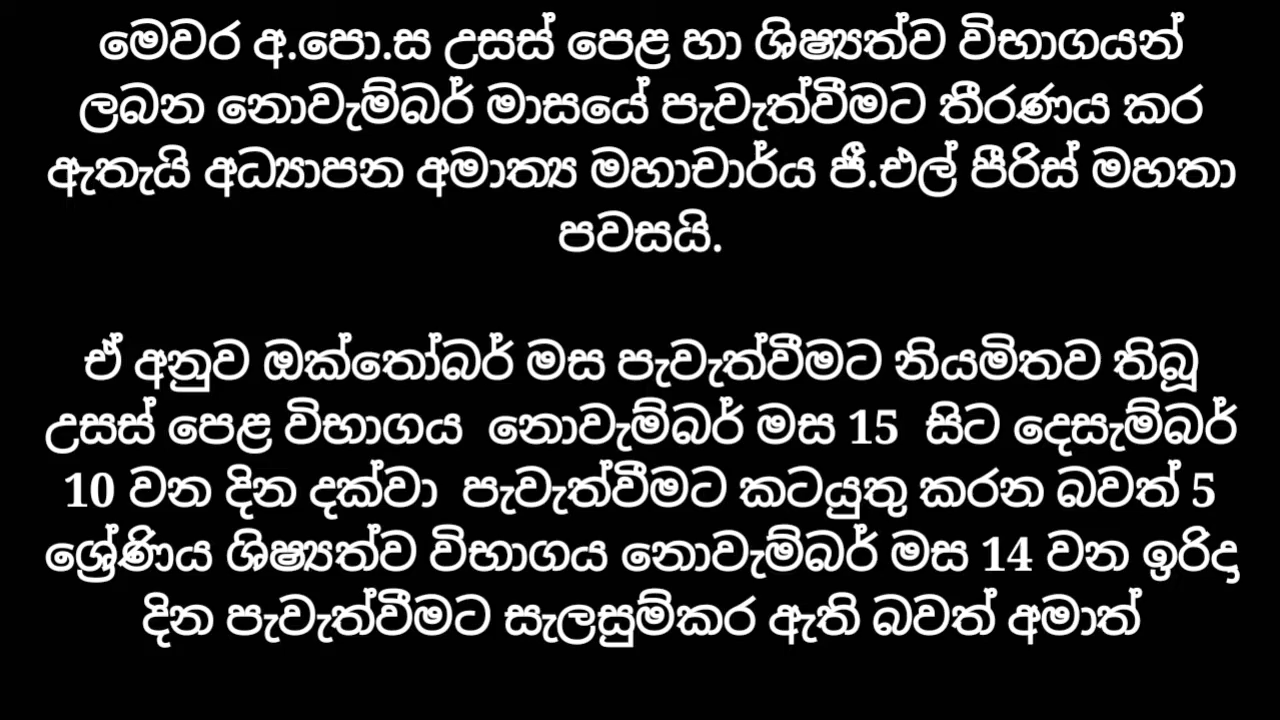 මෙවර අ.පො.ස උසස් පෙළ හා ශිෂ්‍යත්ව විභාගයන්
ලබන නොවැම්බර් මාසයේ පැවැත්වීමට තීරණය කර
ඇතැයි අධ්‍යාපන අමාත්‍ය මහාචාර්ය ජී.එල් පීරිස් මහතා
පවසයි.
ඒ අනුව ඔක්තෝබර් මස පැවැත්වීමට නියමිතව තිබූ
උසස් පෙළ විභාගය නොවැම්බර් මස 15 සිට දෙසැම්බර්
10 වන දින දක්වා පැවැත්වීමට කටයුතු කරන බවත් 5
ශ්‍රේණිය ශිෂ්‍යත්ව විභාගය නොවැම්බර් මස 14 වන ඉරිදා
දින පැවැත්වීමට සැලසුම්කර ඇති බවත් අමාත්